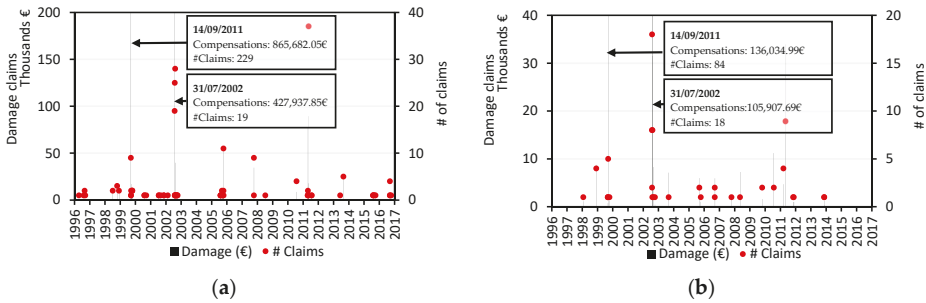 (a)
Damage claims
Thousands €
200
150
100
50
0
40
30
20
10
0
# of claims
14/09/2011
Compensations: 865,682.05€
#Claims: 229
31/07/2002
Compensations: 427,937.85€
#Claims: 19
1996 1997 1998 1999 2000 2001 2002 2003 2004 2005 2006 2007 2008 2009 2010 2011 2012 2013 2014 2015 2016 2017
Damage (€) # Claims
(a)
(b)
Damage claims
Thousands €
40
30
20
10
0
20
15
10
5
0
# of claims
14/09/2011
Compensations: 136,034.99€
#Claims: 84
31/07/2002
Compensations:105,907.69€
#Claims: 18
1996 1997 1998 1999 2000 2001 2002 2003 2004 2005 2006 2007 2008 2009 2010 2011 2012 2013 2014 2015 2016 2017
Damage (€) # Claims
(b)